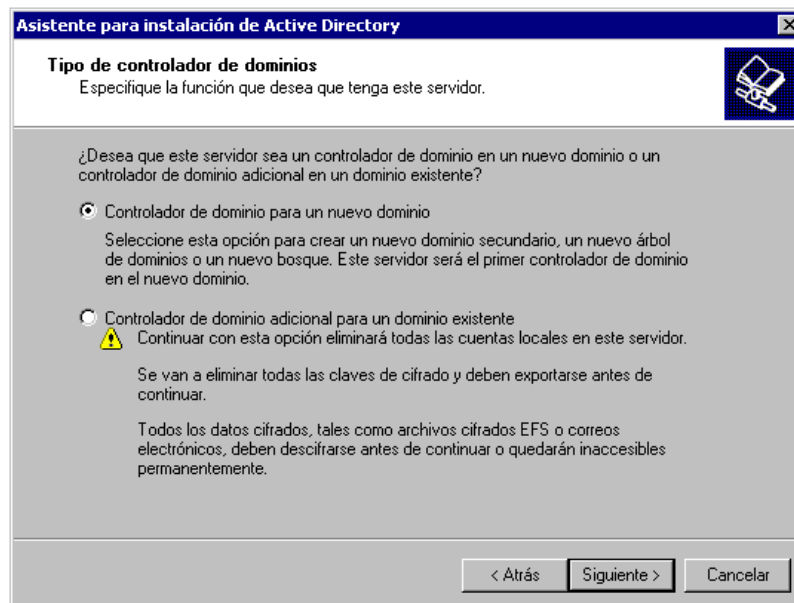 Asistente para instalación de Active Directory
Tipo de controlador de dominios
Especifique la función que desea que tenga este servidor.
¿Desea que este servidor sea un controlador de dominio en un nuevo dominio o un
controlador de dominio adicional en un dominio existente?
Controlador de dominio para un nuevo dominio
Seleccione esta opción para crear un nuevo dominio secundario, un nuevo árbol
de dominios o un nuevo bosque. Este servidor será el primer controlador de dominio
en el nuevo dominio.
Controlador de dominio adicional para un dominio existente
Continuar con esta opción eliminará todas las cuentas locales en este servidor.
Se van a eliminar todas las claves de cifrado y deben exportarse antes de
continuar.
Todos los datos cifrados, tales como archivos cifrados EFS o correos
electrónicos, deben descifrarse antes de continuar o quedarán inaccesibles
permanentemente.
< Atrás Siguiente > Cancelar